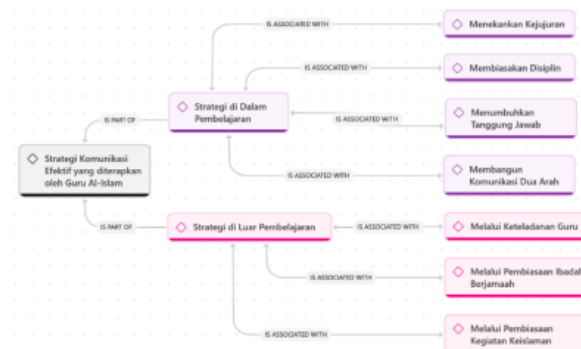 IS ASSOCIATED WITH
Menekankan Kejujuran
IS ASSOCIATED WITH
Membiasakan Disiplin
Strategi di Dalam
Pembelajaran
IS ASSOCIATED WITH
Menumbuhkan
Tanggung Jawab
IS PART OF
Strategi Komunikasi
Efektif yang diterapkan
oleh Guru Al-Islam
IS ASSOCIATED WITH
Membangun
Komunikasi Dua Arah
IS PART OF
Strategi di Luar Pembelajaran
IS ASSOCIATED WITH
Melalui Keteladanan Guru
IS ASSOCIATED WITH
Melalui Pembiasaan Ibadah
Berjamaah
IS ASSOCIATED WITH
Melalui Pembiasaan
Kegiatan Keislaman